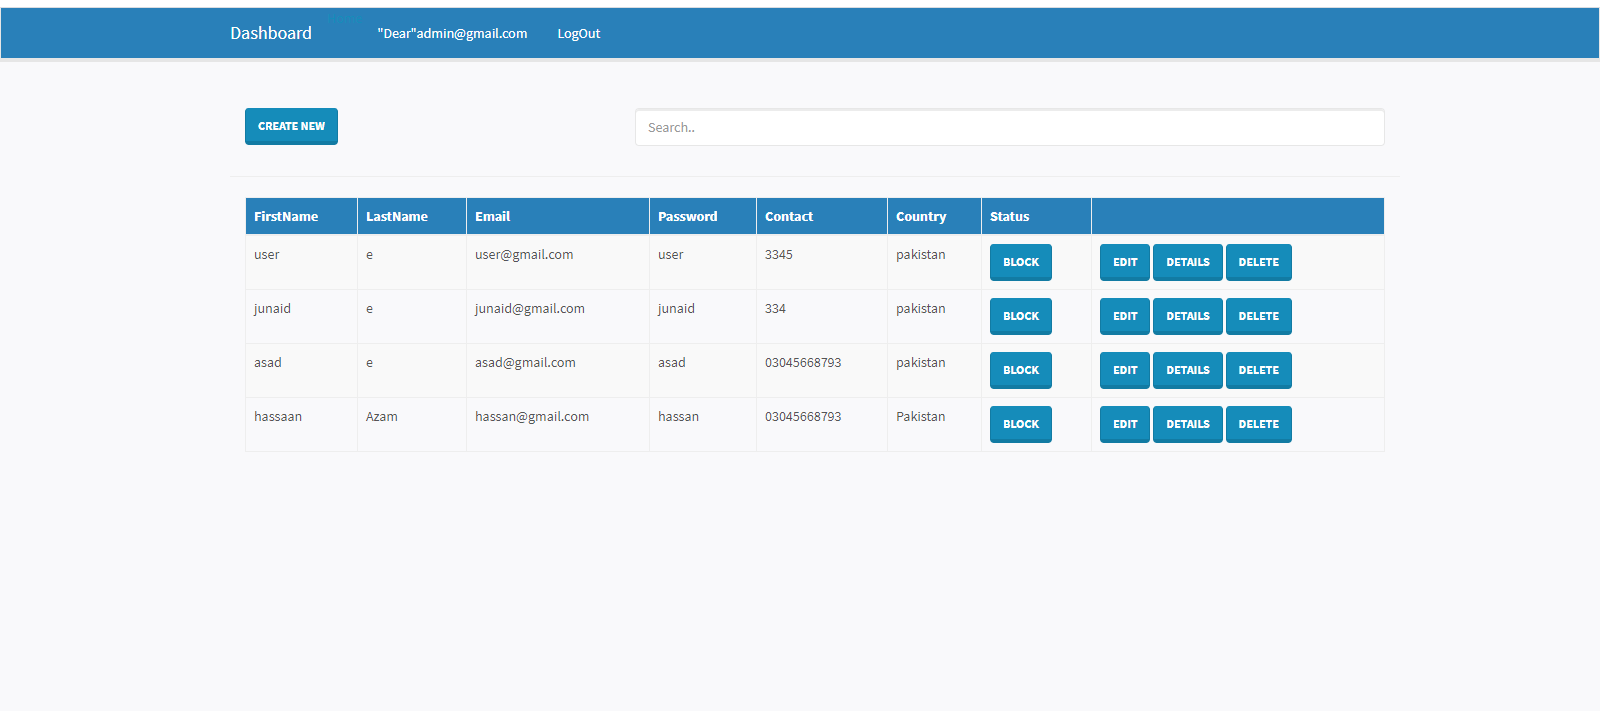 Dashboard "Dear"admin@gmail.com LogOut
CREATE NEW Search..
FirstName LastName Email Password Contact Country Status
user e user@gmail.com user 3345 pakistan BLOCK EDIT DETAILS DELETE
junaid e junaid@gmail.com junaid 334 pakistan BLOCK EDIT DETAILS DELETE
asad e asad@gmail.com asad 03045668793 pakistan BLOCK EDIT DETAILS DELETE
hassaan Azam hassan@gmail.com hassan 03045668793 Pakistan BLOCK EDIT DETAILS DELETE